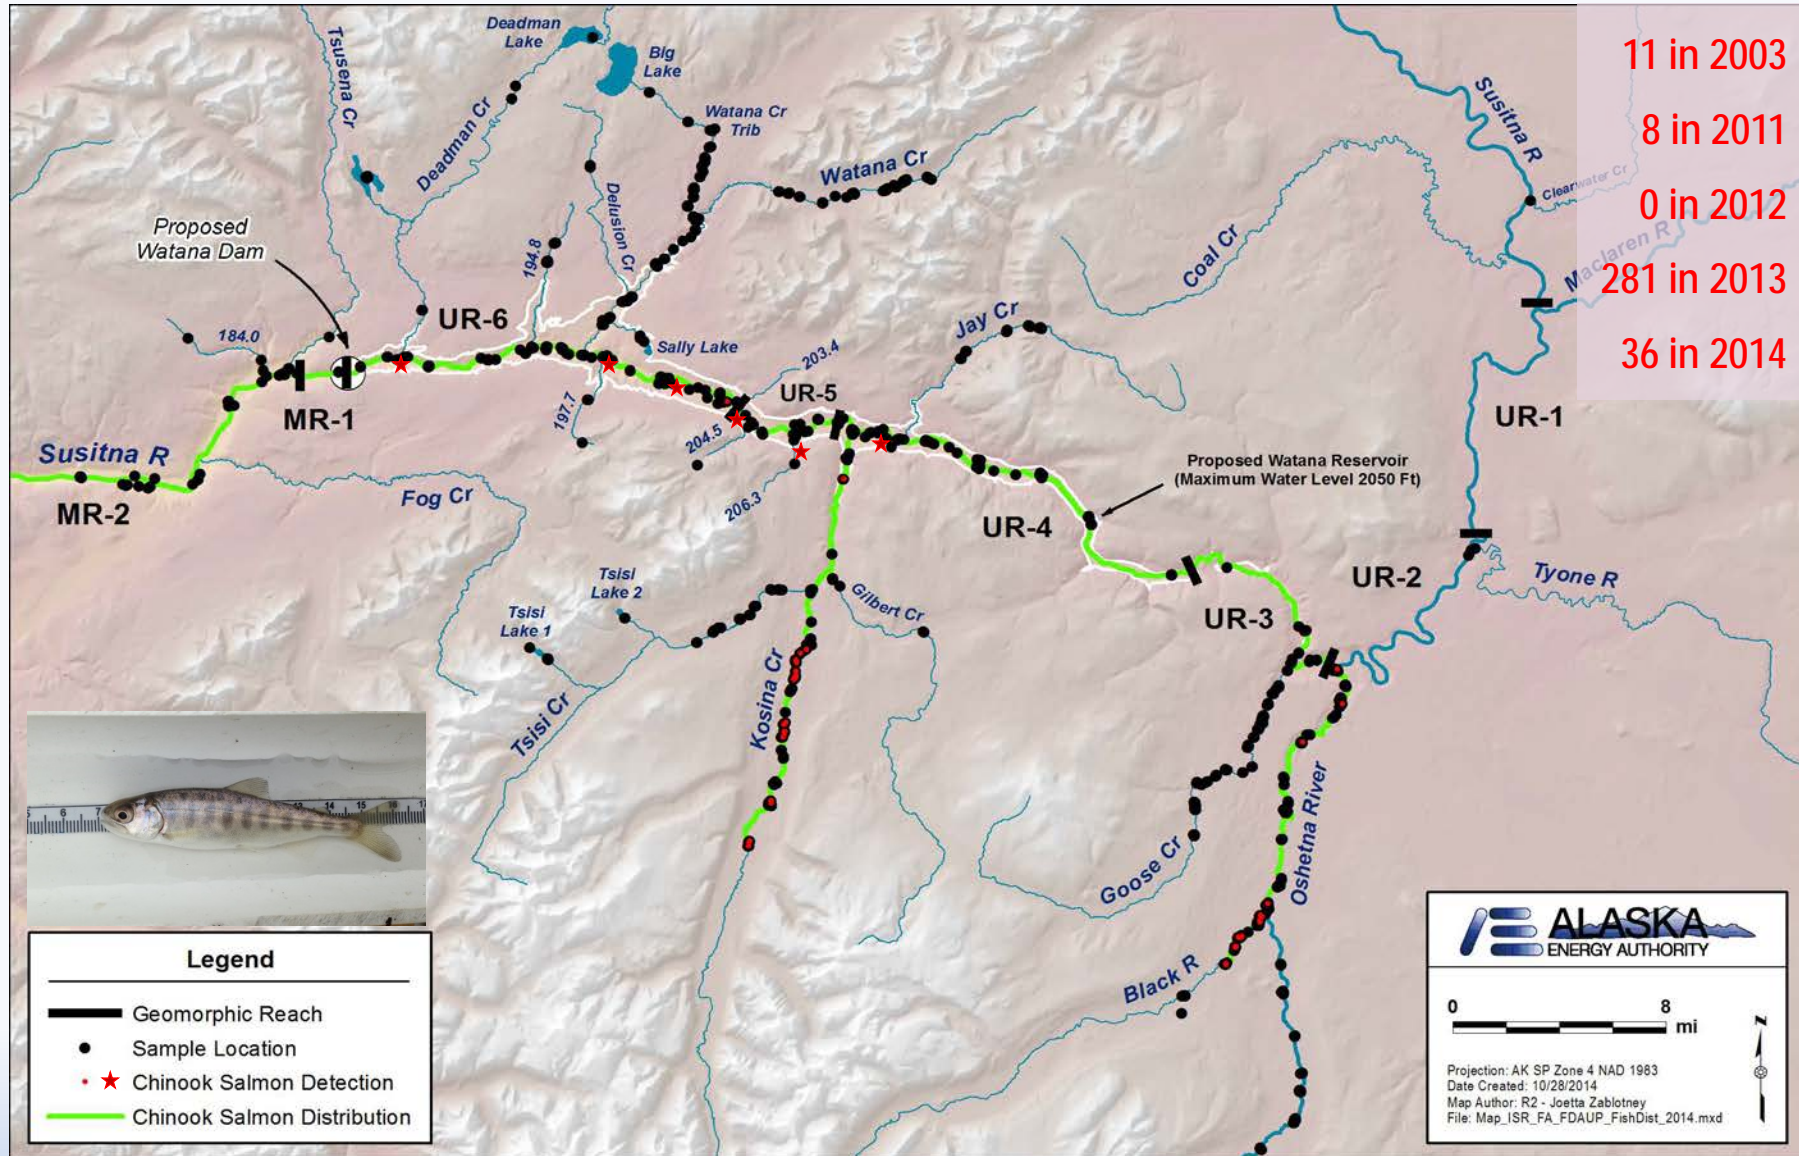 11 in 2003
8 in 2011
0 in 2012
281 in 2013
36 in 2014
Deadman
Lake
Big
Lake
Tsusena Cr
Deadman Cr
Watana Cr
Trib
Watana Cr
Delusion Cr
Susitna R
Clearwater Cr
Maclaren R
Coal Cr
Proposed
Watana Dam
194.8
184.0
UR-6
Sally Lake
Jay Cr
203.4
UR-5
MR-1
197.7
204.5
206.3
UR-1
Susitna R
MR-2
Fog Cr
Proposed Watana Reservoir
(Maximum Water Level 2050 Ft)
UR-4
UR-2
Tyone R
UR-3
Tsisi
Lake 2
Tsisi
Lake 1
Gilbert Cr
Tsisi Cr
Kosina Cr
Goose Cr
Oshetna River
Black R
6 7 13 14 15 16 17
Legend
Geomorphic Reach
Sample Location
Chinook Salmon Detection
Chinook Salmon Distribution
ALASKA
ENERGY AUTHORITY
0 8
mi
N
Projection: AK SP Zone 4 NAD 1983
Date Created: 10/28/2014
Map Author: R2 - Joetta Zablotney
File: Map_ISR_FA_FDAUP_FishDist_2014.mxd